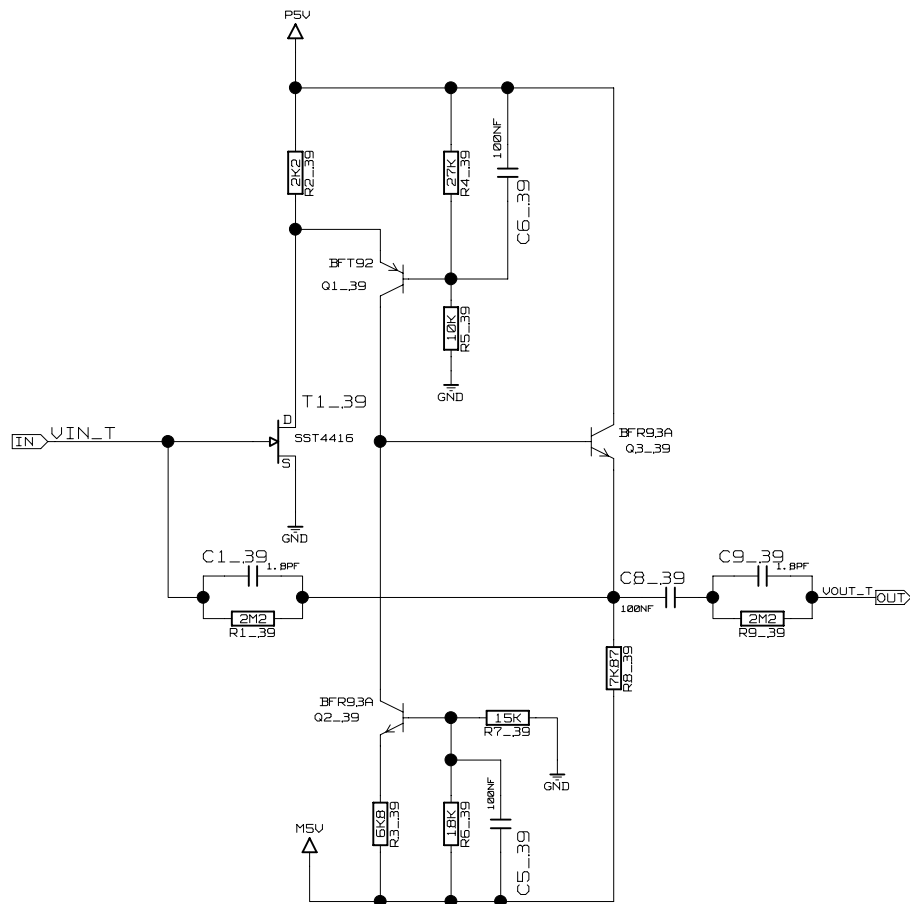 P5V
100NF
2K2
R2_39
27K
R4_39
C6_39
BFT92
Q1_39
10K
R5_39
GND
T1_39
IN
VIN_T
D
SST4416
S
BFR93A
Q3_39
GND
C1_39
1.8PF
2M2
R1_39
C8_39
100NF
C9_39
1.8PF
VOUT_T
OUT
2M2
R9_39
7K87
R8_39
BFR93A
Q2_39
15K
R7_39
GND
100NF
M5V
6K8
R3_39
18K
R6_39
C5_39